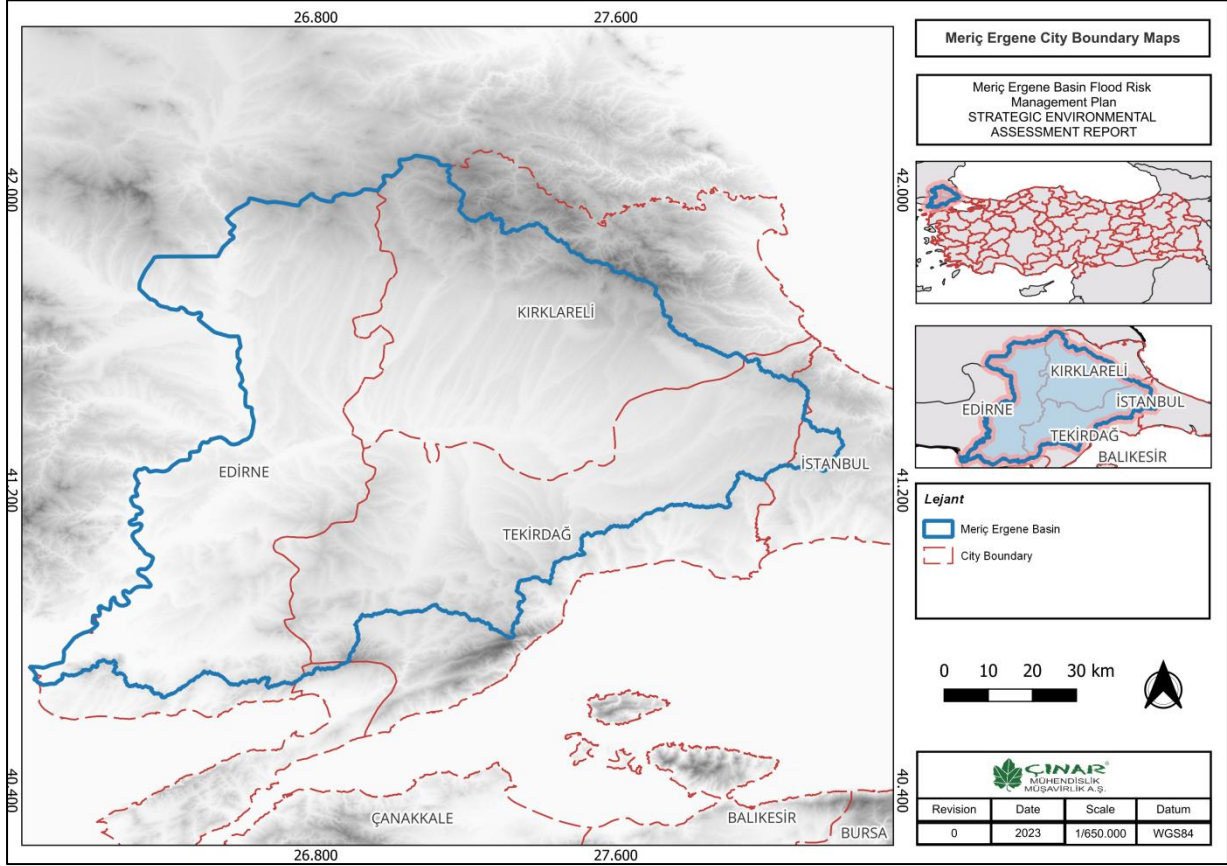 26.800
27.600
42.000
42.000
KIRKLARELİ
EDİRNE
İSTANBUL
41.200
41.200
TEKİRDAĞ
40.400
40.400
ÇANAKKALE
BALIKESİR
BURSA
26.800
27.600
Meriç Ergene City Boundary Maps
Meriç Ergene Basin Flood Risk
Management Plan
STRATEGIC ENVIRONMENTAL
ASSESSMENT REPORT
KIRKLARELİ
EDİRNE
İSTANBUL
TEKİRDAĞ
BALIKESİR
Lejant
Meriç Ergene Basin
City Boundary
0 10 20 30 km
ÇINAR®
MÜHENDİSLİK
MÜŞAVİRLİK A.Ş.
Revision Date Scale Datum
0 2023 1/650.000 WGS84